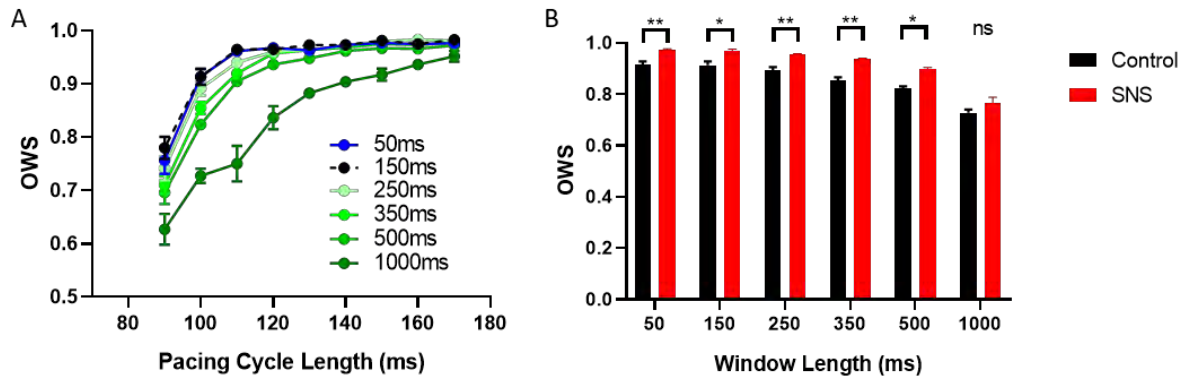 A
OWS
1.0
0.9
0.8
0.7
0.6
0.5
80 100 120 140 160 180
Pacing Cycle Length (ms)
50ms
150ms
250ms
350ms
500ms
1000ms
B
OWS
1.0
0.8
0.6
0.4
0.2
0.0
** * ** ** * ns
50 150 250 350 500 1000
Window Length (ms)
Control
SNS